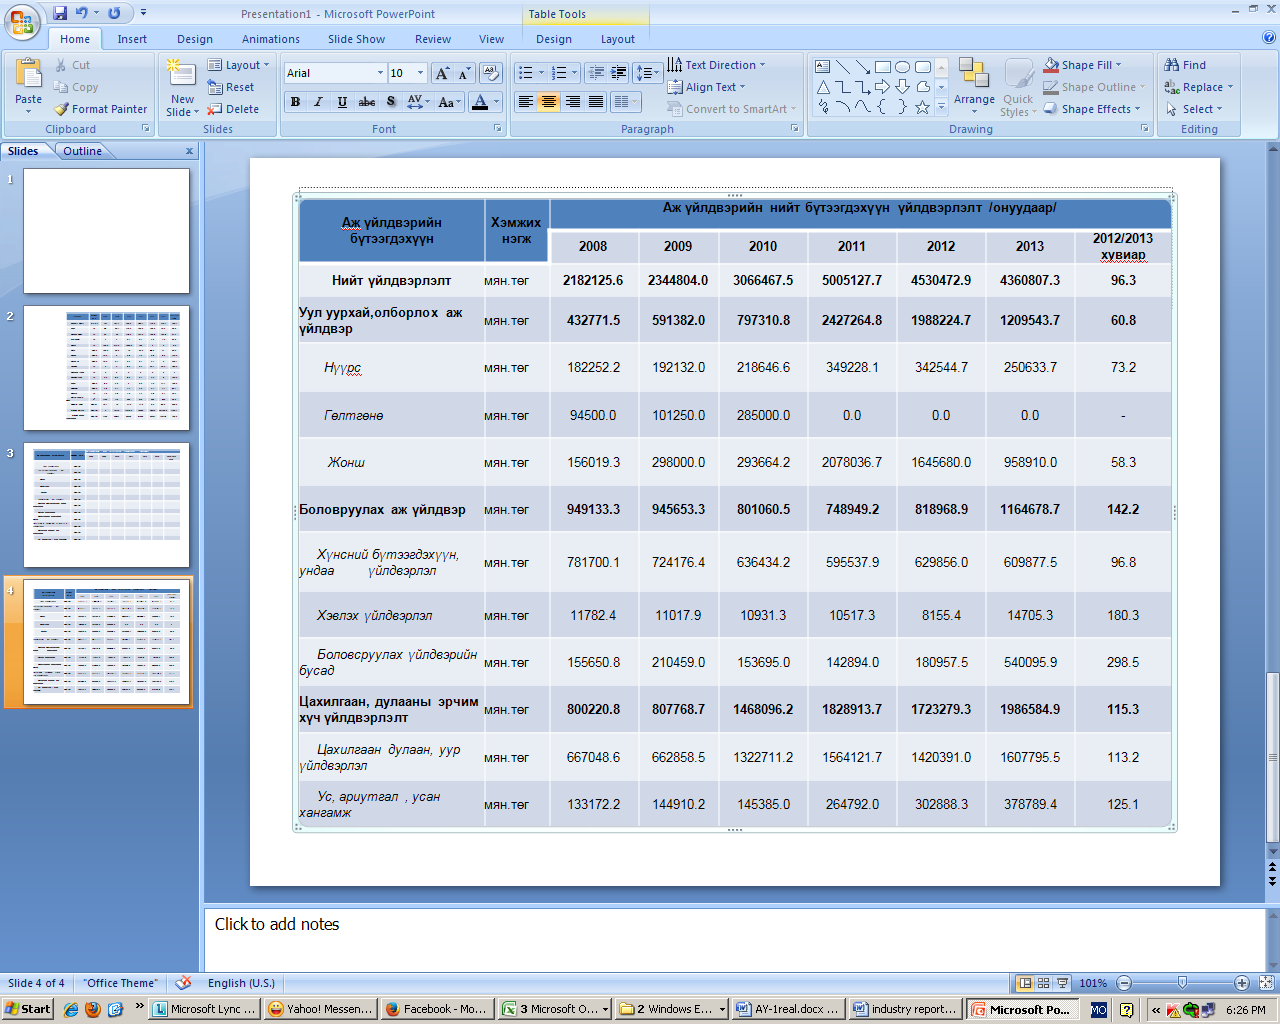 Presentation1 - Microsoft PowerPoint
Table Tools
Home Insert Design Animations Slide Show Review View Design Layout
Paste
Cut
Copy
Format Painter
Clipboard
New Slide
Layout
Reset
Delete
Slides
Arial 10
B I U abc S AV Aa A
Font
Text Direction
Align Text
Convert to SmartArt
Paragraph
Arrange
Quick Styles
Shape Fill
Shape Outline
Shape Effects
Drawing
Find
Replace
Select
Editing
Slides Outline
1
2
3
4
Аж үйлдвэрийн бүтээгдэхүүн
Хэмжих нэгж
Аж үйлдвэрийн нийт бүтээгдэхүүн үйлдвэрлэлт /онуудаар/
2008 2009 2010 2011 2012 2013 2012/2013 хувиар
Нийт үйлдвэрлэлт мян.төг 2182125.6 2344804.0 3066467.5 5005127.7 4530472.9 4360807.3 96.3
Уул уурхай,олборлох аж үйлдвэр мян.төг 432771.5 591382.0 797310.8 2427264.8 1988224.7 1209543.7 60.8
Нүүрс мян.төг 182252.2 192132.0 218646.6 349228.1 342544.7 250633.7 73.2
Гөлтгөнө мян.төг 94500.0 101250.0 285000.0 0.0 0.0 0.0 -
Жонш мян.төг 156019.3 298000.0 293664.2 2078036.7 1645680.0 958910.0 58.3
Боловруулах аж үйлдвэр мян.төг 949133.3 945653.3 801060.5 748949.2 818968.9 1164678.7 142.2
Хүнсний бүтээгдэхүүн, ундаа үйлдвэрлэл мян.төг 781700.1 724176.4 636434.2 595537.9 629856.0 609877.5 96.8
Хэвлэх үйлдвэрлэл мян.төг 11782.4 11017.9 10931.3 10517.3 8155.4 14705.3 180.3
Боловсруулах үйлдвэрийн бусад мян.төг 155650.8 210459.0 153695.0 142894.0 180957.5 540095.9 298.5
Цахилгаан, дулааны эрчим хүч үйлдвэрлэлт мян.төг 800220.8 807768.7 1468096.2 1828913.7 1723279.3 1986584.9 115.3
Цахилгаан дулаан, уур үйлдвэрлэл мян.төг 667048.6 662858.5 1322711.2 1564121.7 1420391.0 1607795.5 113.2
Ус, ариутгал , усан хангамж мян.төг 133172.2 144910.2 145385.0 264792.0 302888.3 378789.4 125.1
Click to add notes
Slide 4 of 4 "Office Theme" English (U.S.) 101%
Start Microsoft Lync ... Yahoo! Messen... Facebook - Mo... 3 Microsoft O... 2 Windows E... AY-1real.docx ... industry report... Microsoft Po... MO 6:26 PM